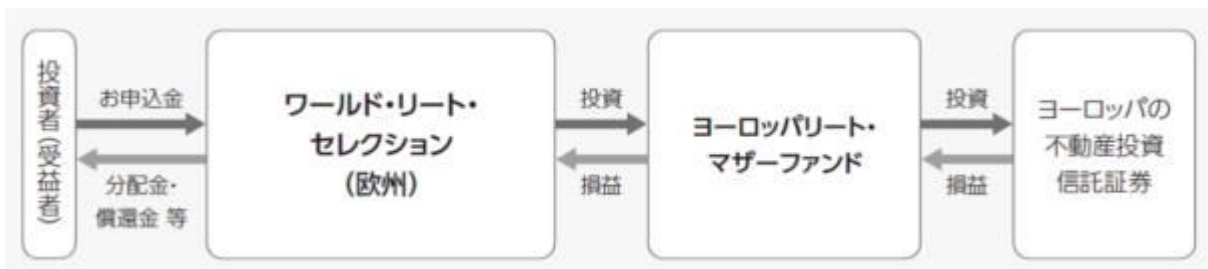 投資者(受益者)
お申込金
分配金・
償還金 等
ワールド・リート・
セレクション
(欧州)
投資
損益
ヨーロッパリート・
マザーファンド
投資
損益
ヨーロッパの
不動産投資
信託証券